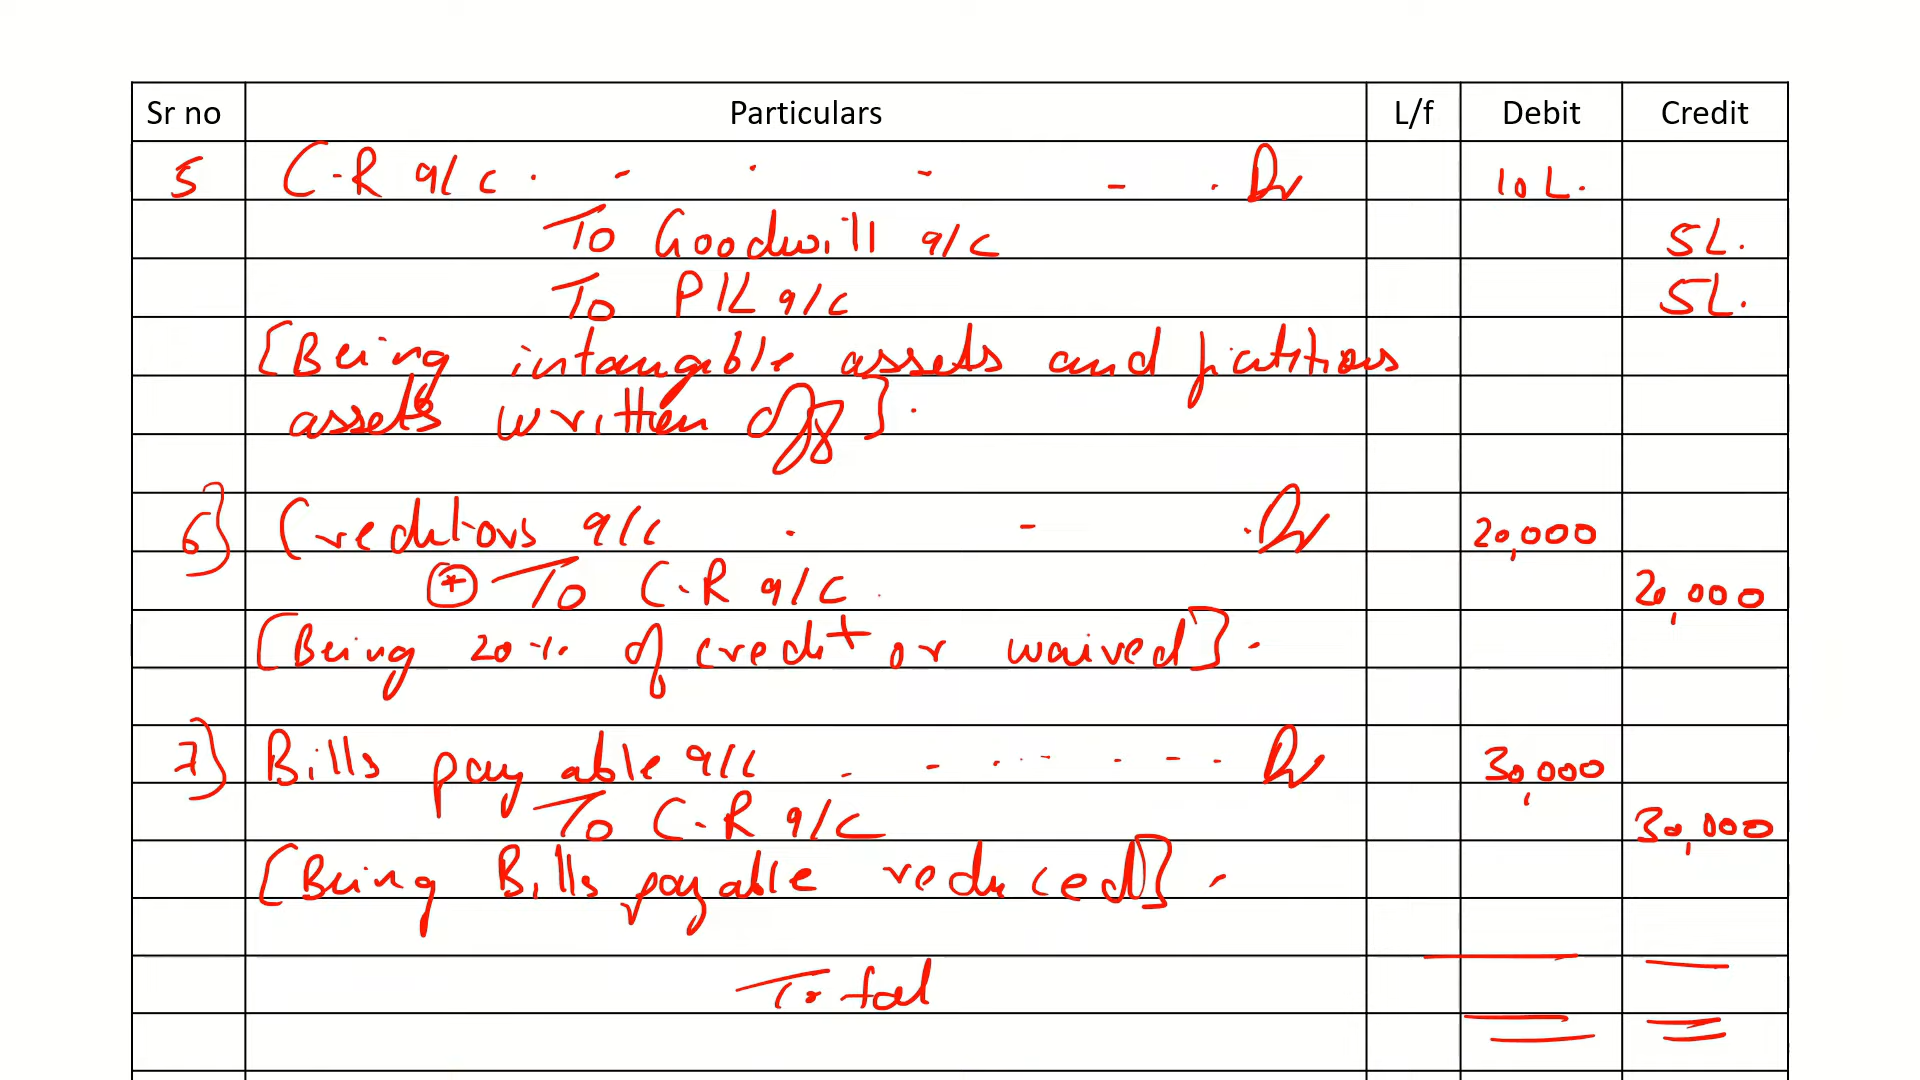 Sr no Particulars L/f Debit Credit
5 C.R a/c . - . - - . Dr 10 L.
To Goodwill a/c 5L.
To P/L a/c 5L.
[Being intangable assets and fictitious
assets written off].
6) Creditors a/c . - . Dr 20,000
⊕ To C.R a/c . 20,000
[Being 20% of creditor waived].
7) Bills payable a/c . - . . . . - - . Dr 30,000
To C.R a/c 30,000
[Being Bills payable reduced].
Total